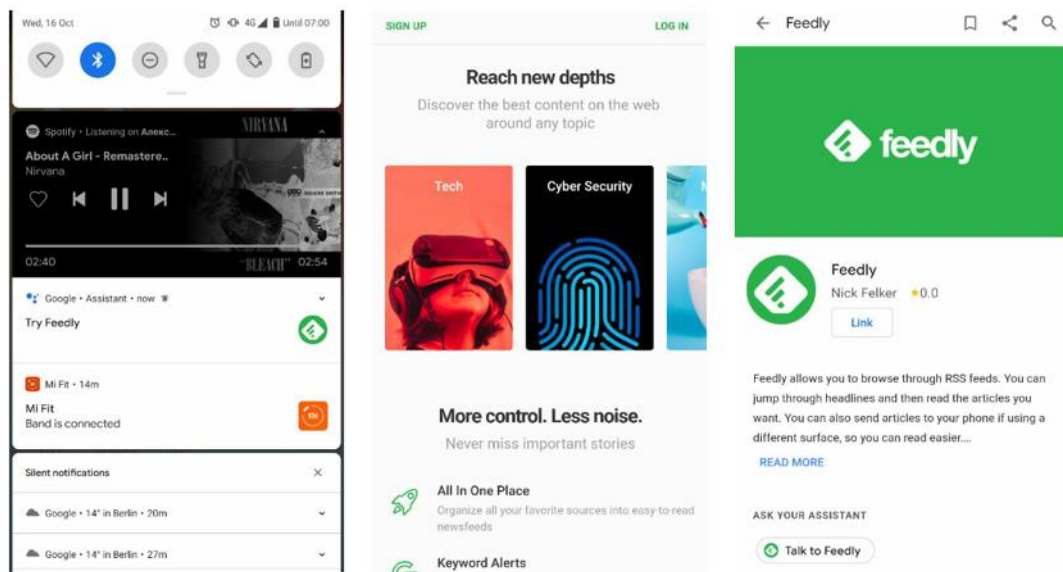 Wed, 16 Oct
4G Until 07:00
Spotify • Listening on Алекс...
NIRVANA
About A Girl - Remastere..
Nirvana
02:40
"BLEACH"
02:54
Google • Assistant • now
Try Feedly
Mi Fit • 14m
Mi Fit
Band is connected
Silent notifications
Google • 14° in Berlin • 20m
Google • 14° in Berlin • 27m
SIGN UP
LOG IN
Reach new depths
Discover the best content on the web
around any topic
Tech
Cyber Security
More control. Less noise.
Never miss important stories
All In One Place
Organize all your favorite sources into easy-to-read
newsfeeds
Keyword Alerts
Feedly
feedly
Feedly
Nick Felker ★0.0
Link
Feedly allows you to browse through RSS feeds. You can
jump through headlines and then read the articles you
want. You can also send articles to your phone if using a
different surface, so you can read easier....
READ MORE
ASK YOUR ASSISTANT
Talk to Feedly